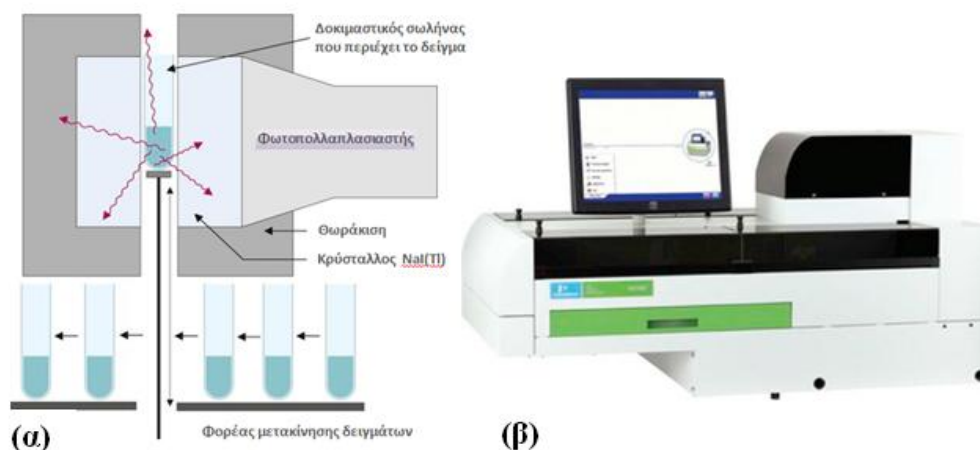 Δοκιμαστικός σωλήνας
που περιέχει το δείγμα
Φωτοπολλαπλασιαστής
Θωράκιση
Κρύσταλλος NaI(Tl)
Φορέας μετακίνησης δειγμάτων
(α)
(β)